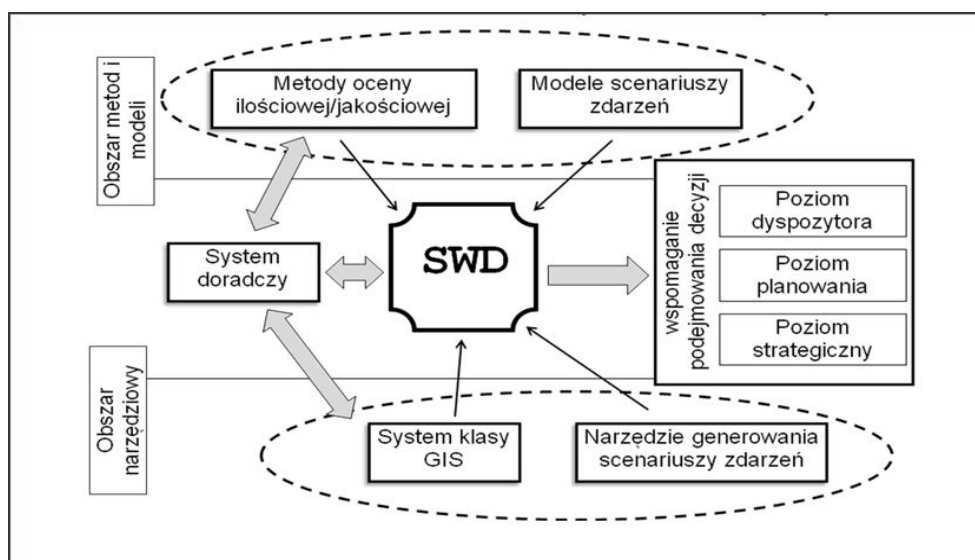 Obszar metod i
modeli
Metody oceny
ilościowej/jakościowej
Modele scenariuszy
zdarzeń
System
doradczy
SWD
wspomaganie
podejmowania decyzji
Poziom
dyspozytora
Poziom
planowania
Poziom
strategiczny
Obszar
narzędziowy
System klasy
GIS
Narzędzie generowania
scenariuszy zdarzeń